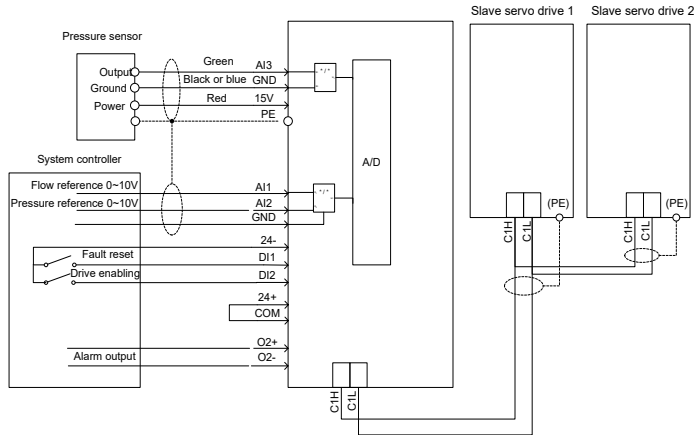 Slave servo drive 1
Slave servo drive 2
Pressure sensor
Output
Green
AI3
Ground
Black or blue
GND
Power
Red
15V
PE
A/D
System controller
Flow reference 0~10V
AI1
Pressure reference 0~10V
AI2
GND
24-
Fault reset
DI1
Drive enabling
DI2
24+
COM
O2+
Alarm output
O2-
C1H
C1L
C1H
C1L
(PE)
C1H
C1L
(PE)